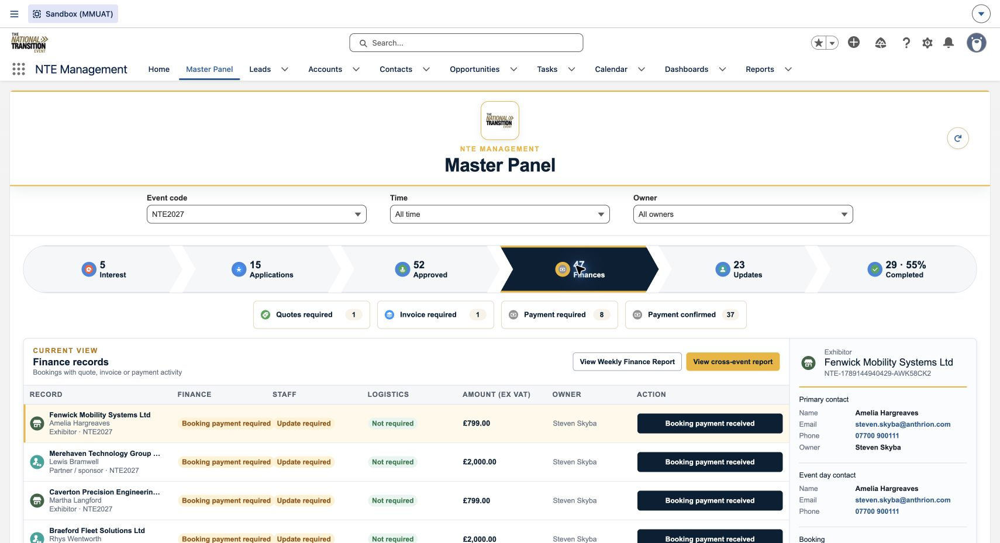 Sandbox (MMUAT)
THE
NATIONAL
TRANSITION
EVENT
Search...
NTE Management
Home
Master Panel
Leads
Accounts
Contacts
Opportunities
Tasks
Calendar
Dashboards
Reports
THE
NATIONAL
TRANSITION
EVENT
NTE MANAGEMENT
Master Panel
Event code
NTE2027
Time
All time
Owner
All owners
5
Interest
15
Applications
52
Approved
47
Finances
23
Updates
29 · 55%
Completed
Quotes required 1
Invoice required 1
Payment required 8
Payment confirmed 37
CURRENT VIEW
Finance records
Bookings with quote, invoice or payment activity
View Weekly Finance Report
View cross-event report
RECORD FINANCE STAFF LOGISTICS AMOUNT (EX VAT) OWNER ACTION
Fenwick Mobility Systems Ltd
Amelia Hargreaves
Exhibitor · NTE2027
Booking payment required Update required Not required £799.00 Steven Skyba Booking payment received
Merehaven Technology Group ...
Lewis Bramwell
Partner / sponsor · NTE2027
Booking payment required Update required Not required £2,000.00 Steven Skyba Booking payment received
Caverton Precision Engineerin...
Martha Langford
Exhibitor · NTE2027
Booking payment required Update required Not required £799.00 Steven Skyba Booking payment received
Braeford Fleet Solutions Ltd
Rhys Wentworth
Booking payment required Update required Not required £2,000.00 Steven Skyba Booking payment received
Exhibitor
Fenwick Mobility Systems Ltd
NTE-1789144940429-AWK58CK2
Primary contact
Name Amelia Hargreaves
Email steven.skyba@anthrion.com
Phone 07700 900111
Owner Steven Skyba
Event day contact
Name Amelia Hargreaves
Email steven.skyba@anthrion.com
Phone 07700 900111
Booking